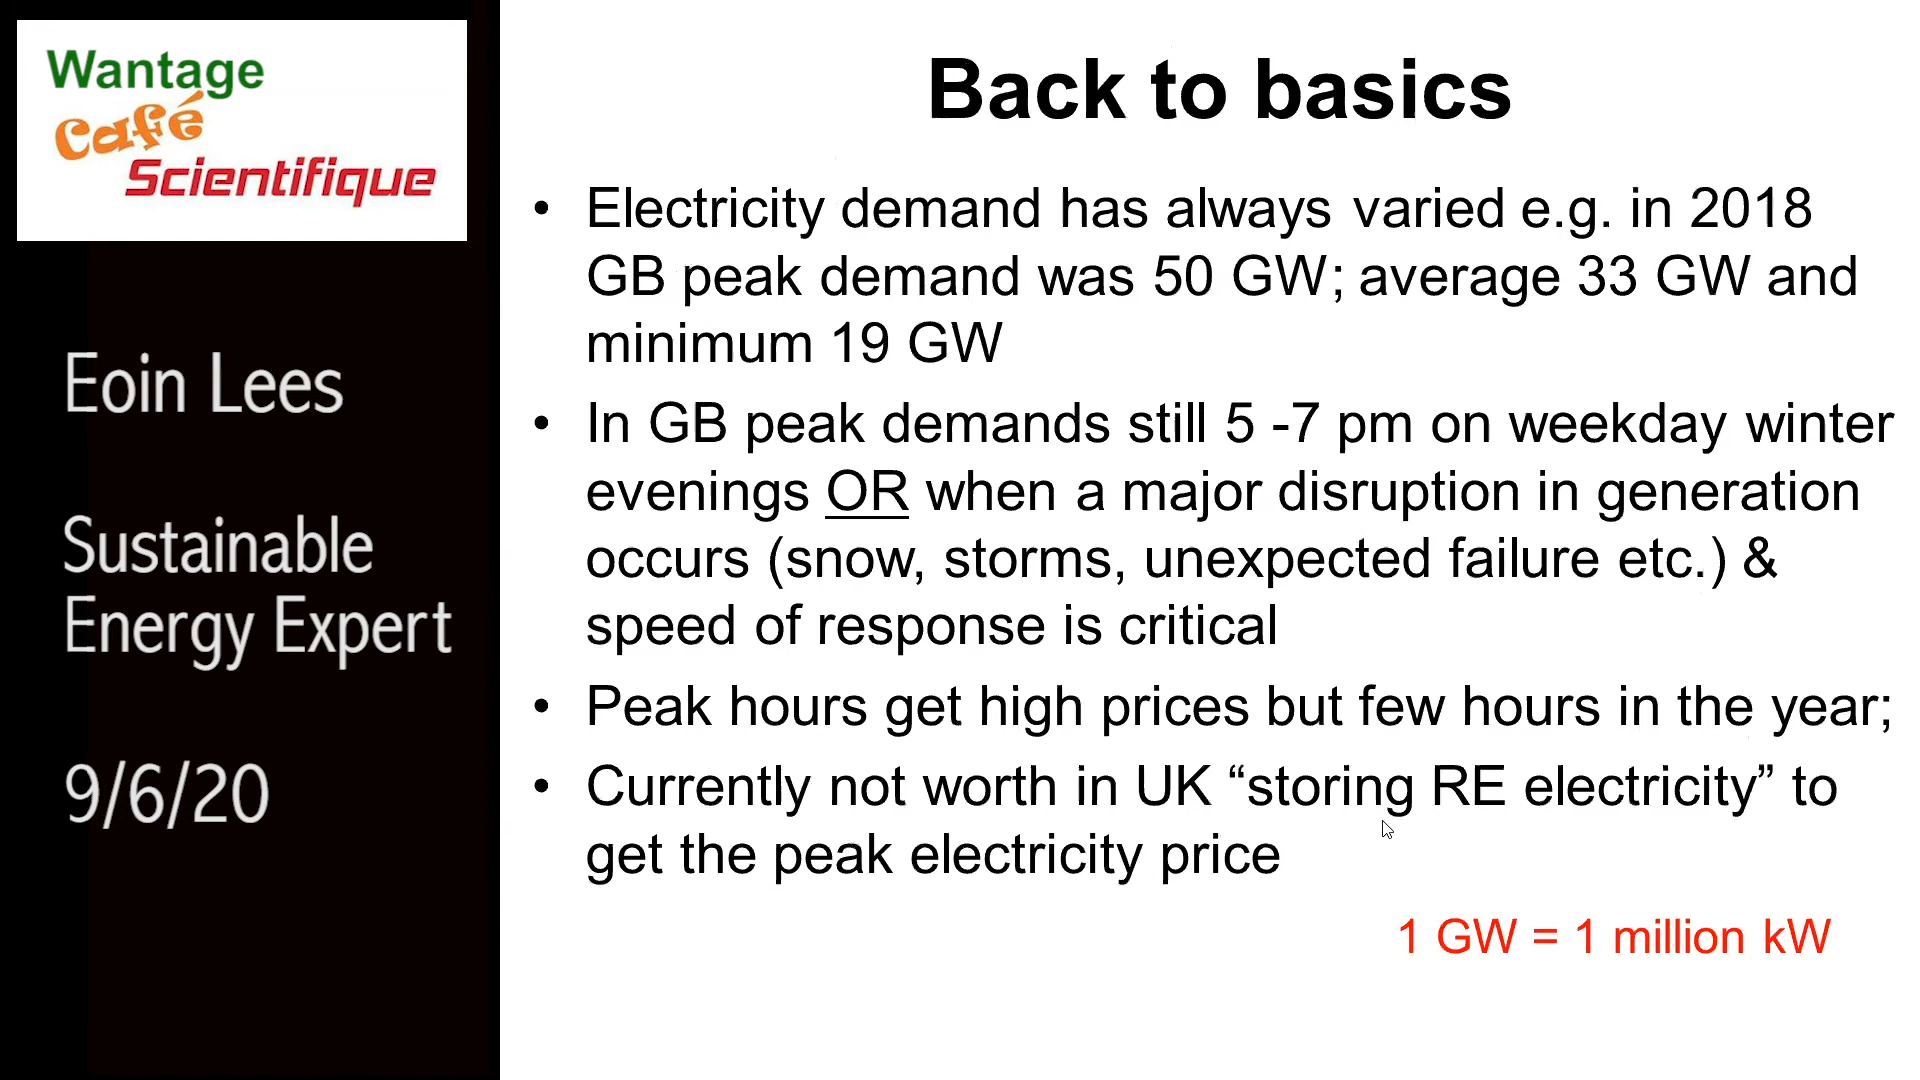 Wantage
Café
Scientifique
Eoin Lees
Sustainable
Energy Expert
9/6/20
Back to basics
• Electricity demand has always varied e.g. in 2018
GB peak demand was 50 GW; average 33 GW and
minimum 19 GW
• In GB peak demands still 5 -7 pm on weekday winter
evenings OR when a major disruption in generation
occurs (snow, storms, unexpected failure etc.) &
speed of response is critical
• Peak hours get high prices but few hours in the year;
• Currently not worth in UK “storing RE electricity” to
get the peak electricity price
1 GW = 1 million kW